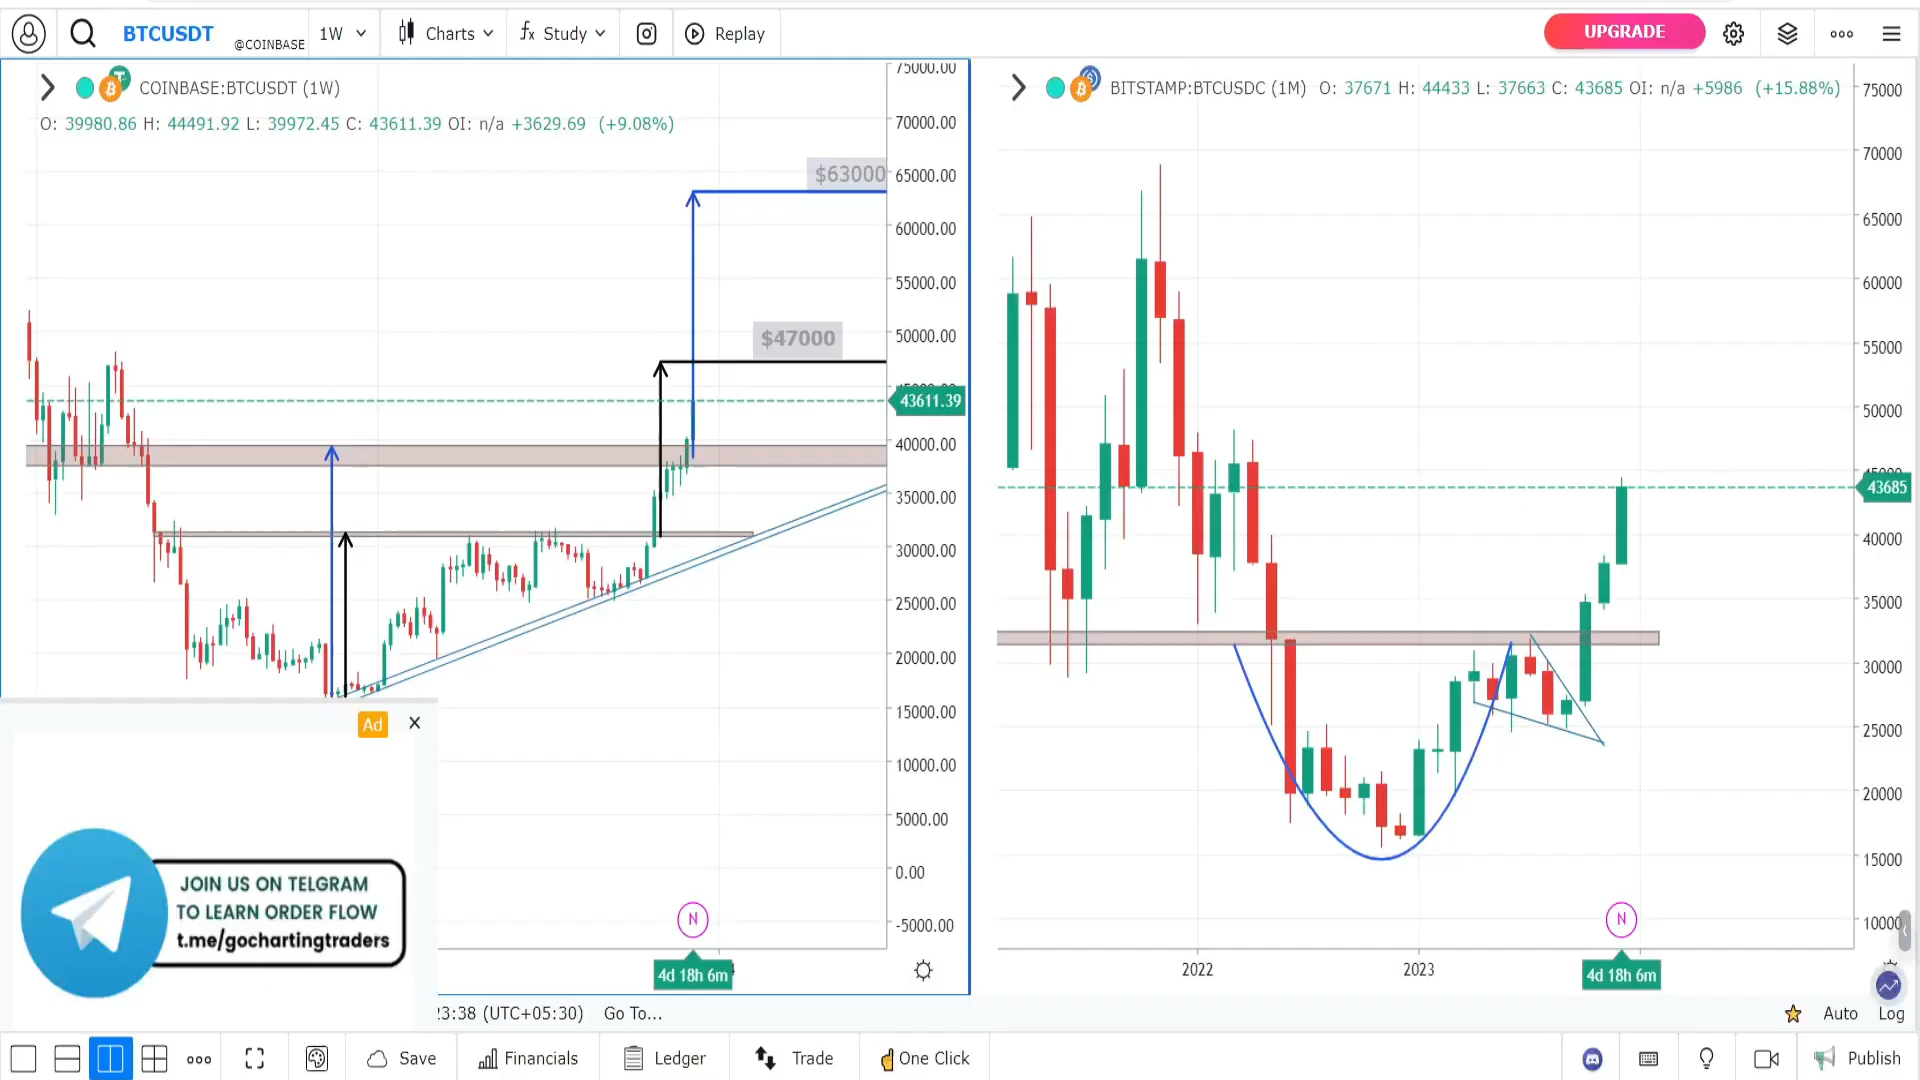 BTCUSDT @COINBASE 1W Charts fx Study Replay UPGRADE
COINBASE:BTCUSDT (1W)
O: 39980.86 H: 44491.92 L: 39972.45 C: 43611.39 OI: n/a +3629.69 (+9.08%)
$63000
$47000
75000.00
70000.00
65000.00
60000.00
55000.00
50000.00
43611.39
40000.00
35000.00
30000.00
25000.00
20000.00
15000.00
10000.00
5000.00
0.00
-5000.00
N
4d 18h 6m
Ad
JOIN US ON TELGRAM
TO LEARN ORDER FLOW
t.me/gochartingtraders
BITSTAMP:BTCUSDC (1M) O: 37671 H: 44433 L: 37663 C: 43685 OI: n/a +5986 (+15.88%)
75000
70000
65000
60000
55000
50000
45000
43685
40000
35000
30000
25000
20000
15000
10000
N
2022 2023 4d 18h 6m
23:38 (UTC+05:30) Go To... Auto Log
Save Financials Ledger Trade One Click Publish